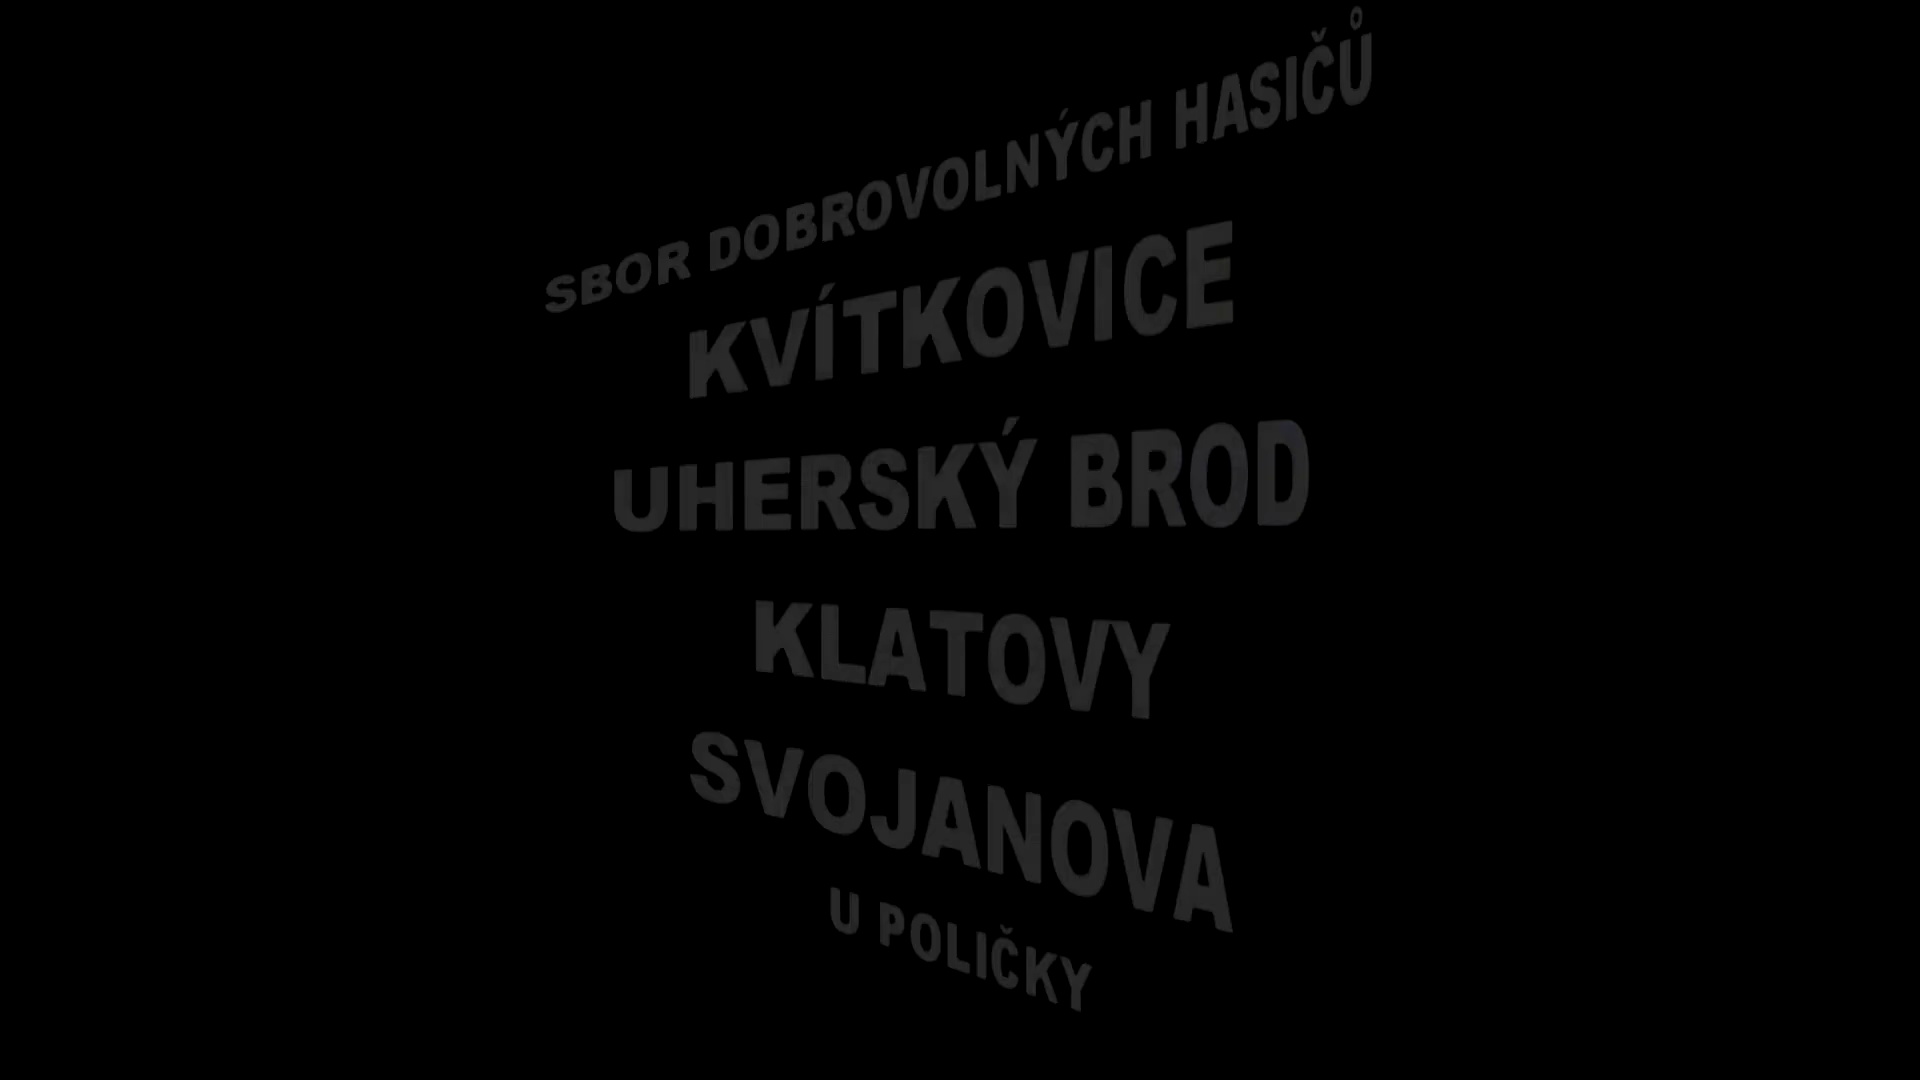 SBOR DOBROVOLNÝCH HASIČŮ
KVÍTKOVICE
UHERSKÝ BROD
KLATOVY
SVOJANOVA
U POLIČKY